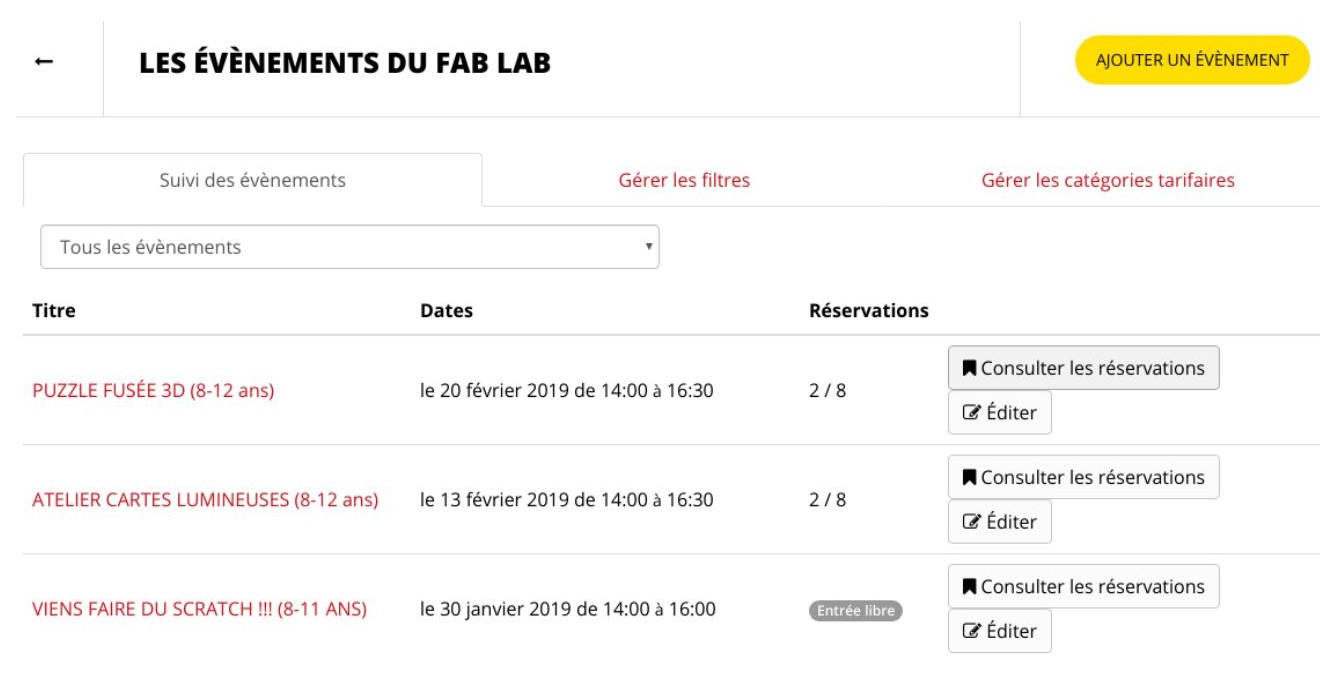 ←
LES ÉVÈNEMENTS DU FAB LAB
AJOUTER UN ÉVÈNEMENT
Suivi des évènements
Gérer les filtres
Gérer les catégories tarifaires
Tous les évènements
Titre Dates Réservations
PUZZLE FUSÉE 3D (8-12 ans) le 20 février 2019 de 14:00 à 16:30 2 / 8
Consulter les réservations
Éditer
ATELIER CARTES LUMINEUSES (8-12 ans) le 13 février 2019 de 14:00 à 16:30 2 / 8
Consulter les réservations
Éditer
VIENS FAIRE DU SCRATCH !!! (8-11 ANS) le 30 janvier 2019 de 14:00 à 16:00 Entrée libre
Consulter les réservations
Éditer